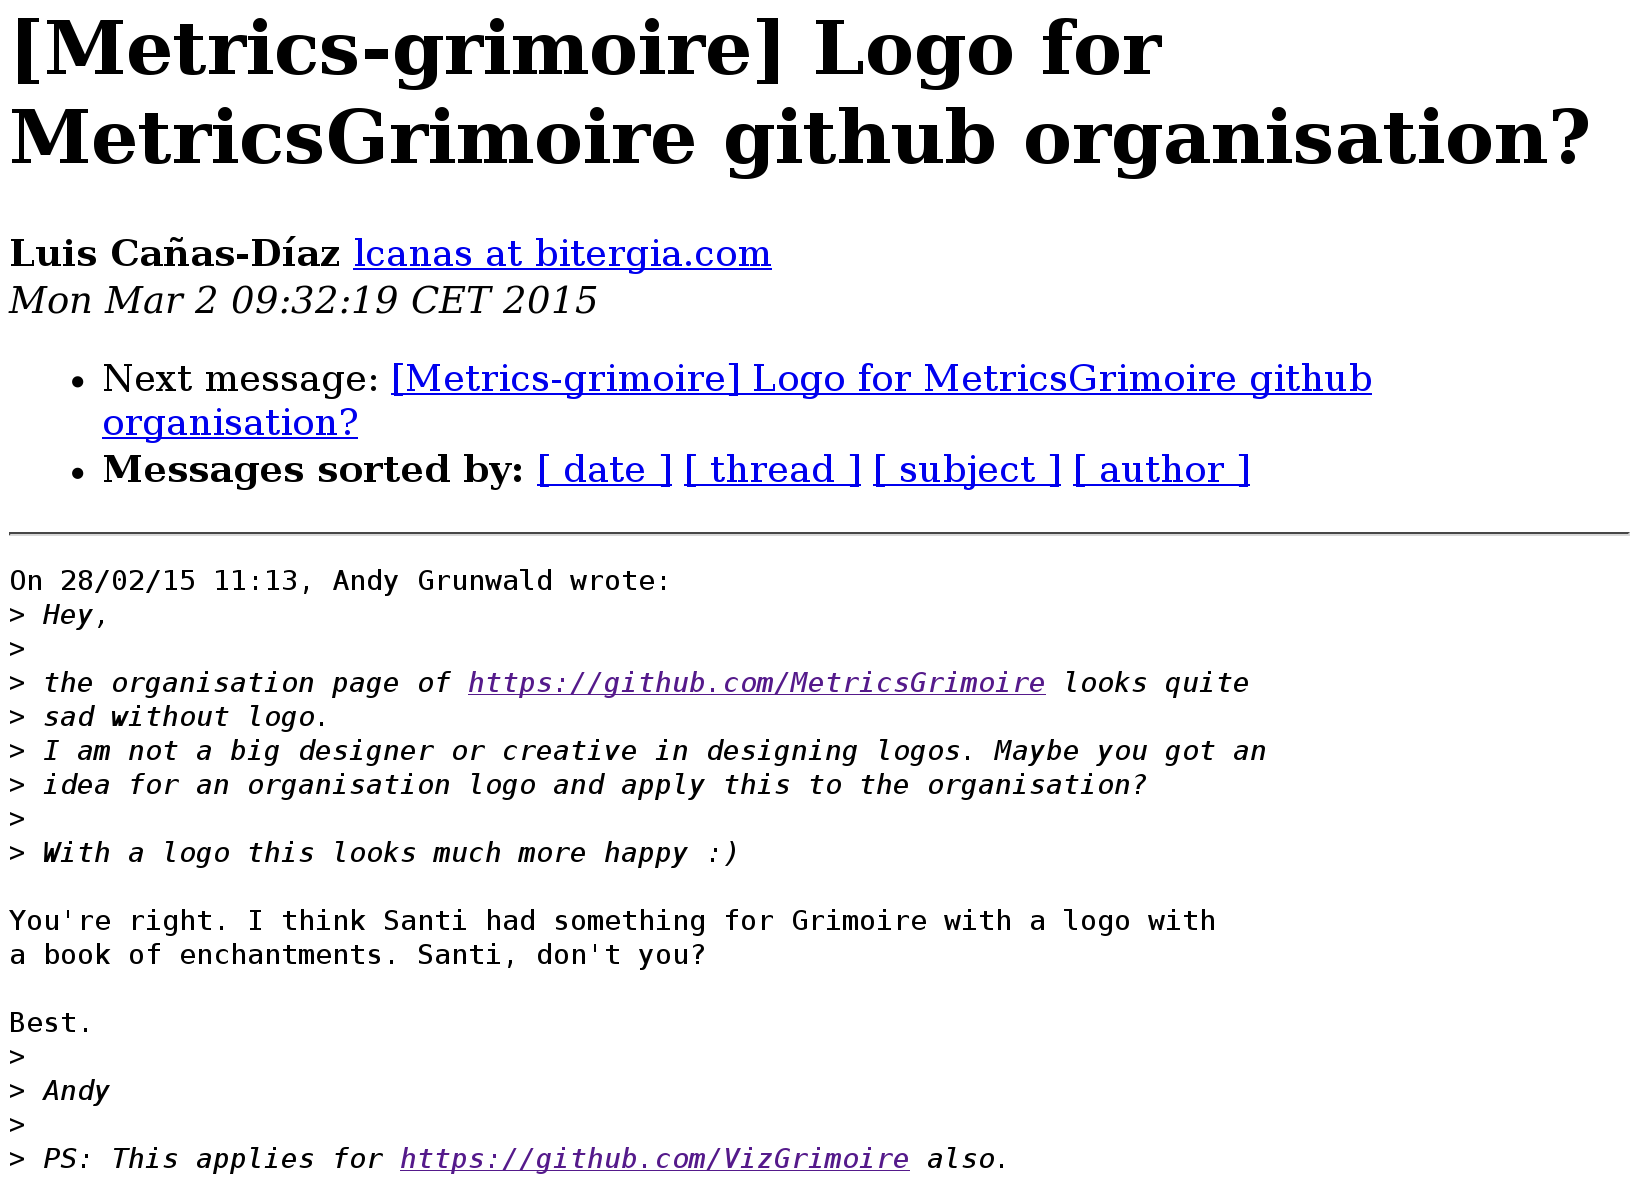 [Metrics-grimoire] Logo for
MetricsGrimoire github organisation?
Luis Cañas-Díaz lcanas at bitergia.com
Mon Mar 2 09:32:19 CET 2015
• Next message: [Metrics-grimoire] Logo for MetricsGrimoire github
organisation?
• Messages sorted by: [ date ] [ thread ] [ subject ] [ author ]
On 28/02/15 11:13, Andy Grunwald wrote:
> Hey,
>
> the organisation page of https://github.com/MetricsGrimoire looks quite
> sad without logo.
> I am not a big designer or creative in designing logos. Maybe you got an
> idea for an organisation logo and apply this to the organisation?
>
> With a logo this looks much more happy :)
You're right. I think Santi had something for Grimoire with a logo with
a book of enchantments. Santi, don't you?
Best.
>
> Andy
>
> PS: This applies for https://github.com/VizGrimoire also.